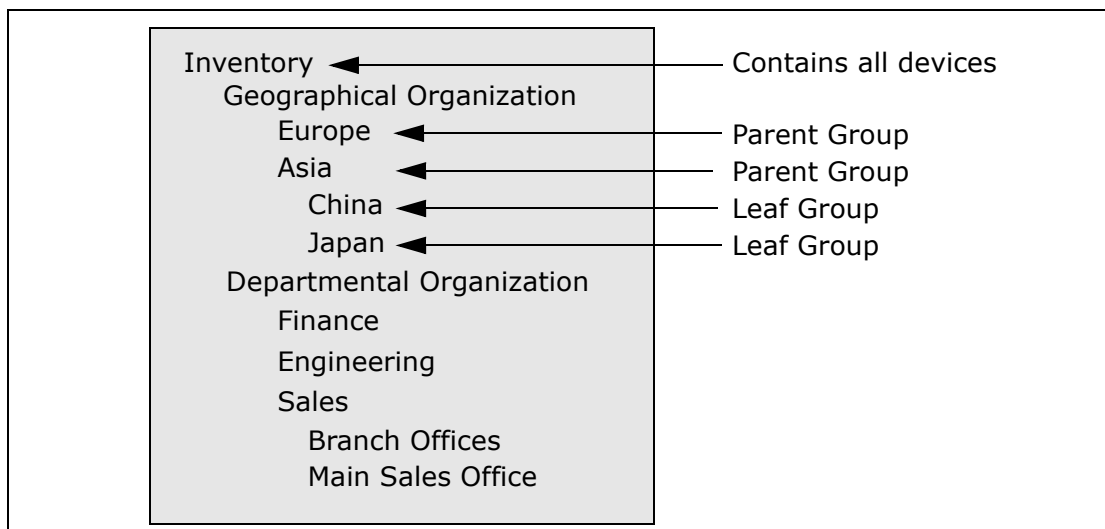 Inventory Contains all devices
Geographical Organization
Europe Parent Group
Asia Parent Group
China Leaf Group
Japan Leaf Group
Departmental Organization
Finance
Engineering
Sales
Branch Offices
Main Sales Office